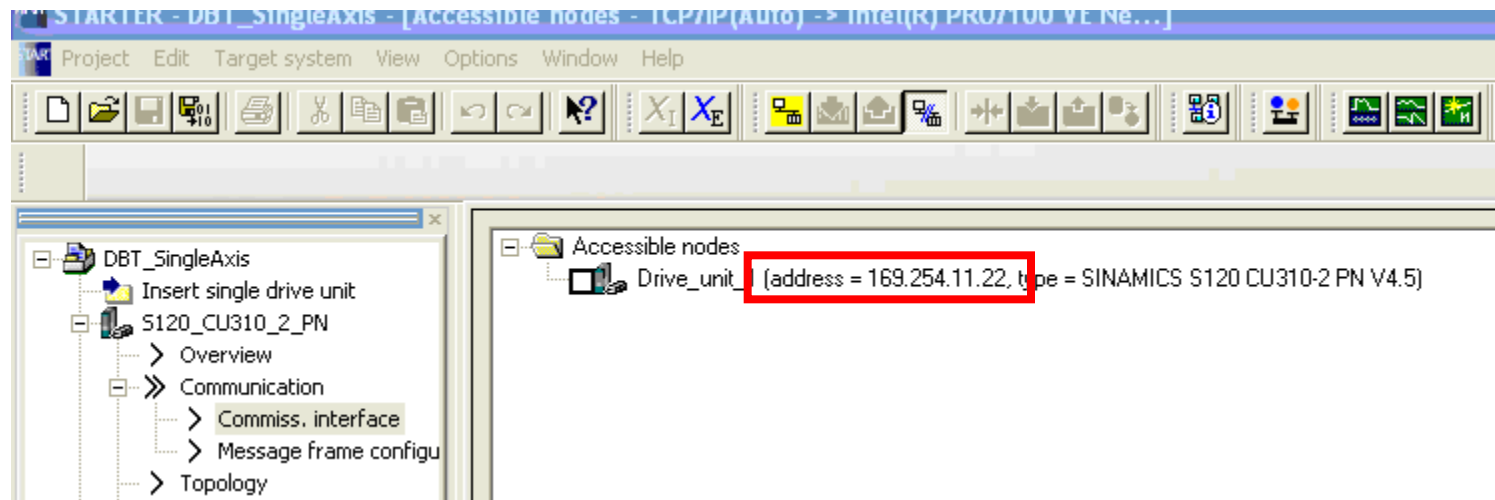 STARTER - DBT_SingleAxis - [Accessible nodes - TCP/IP(Auto) -> Intel(R) PRO/100 VE Ne...]
Project Edit Target system View Options Window Help
DBT_SingleAxis
Insert single drive unit
S120_CU310_2_PN
Overview
Communication
Commiss. interface
Message frame configu
Topology
Accessible nodes
Drive_unit_1 (address = 169.254.11.22, type = SINAMICS S120 CU310-2 PN V4.5)